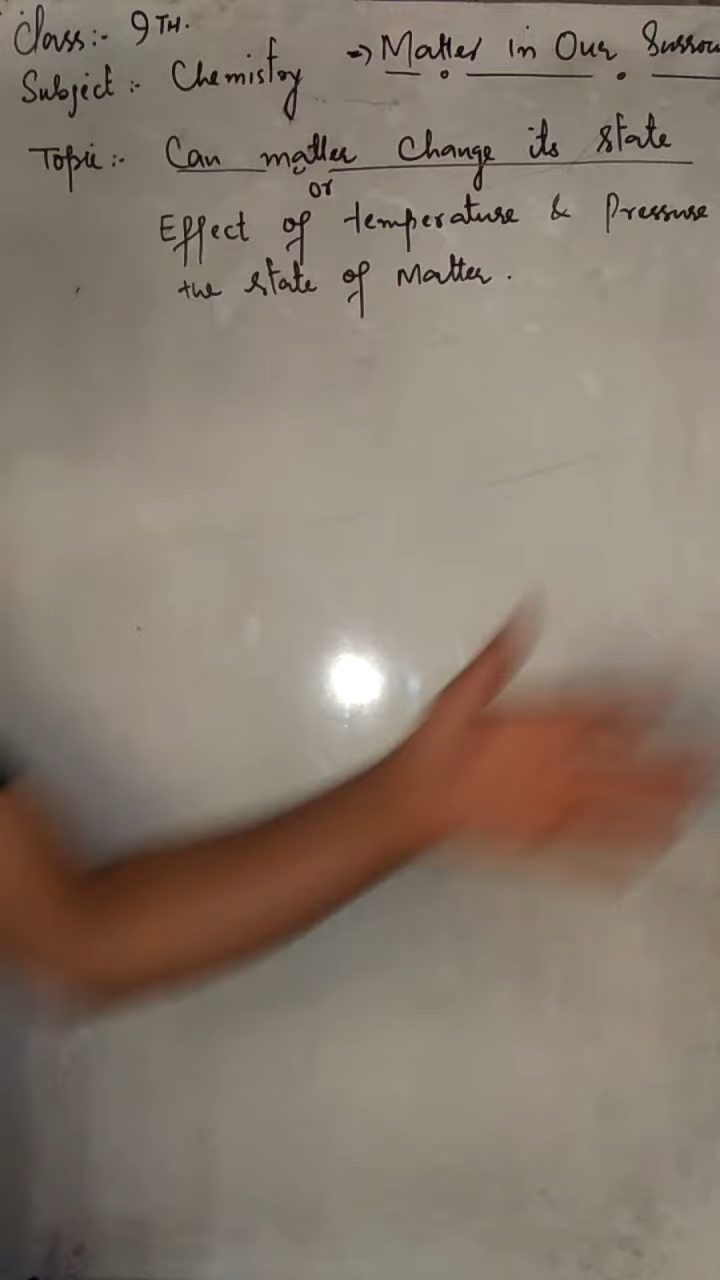 Class:- 9TH.
Subject:- Chemistry => Matter in Our Surrou
Topic:- Can matter Change its state
or
Effect of temperature & Pressure
the state of Matter.